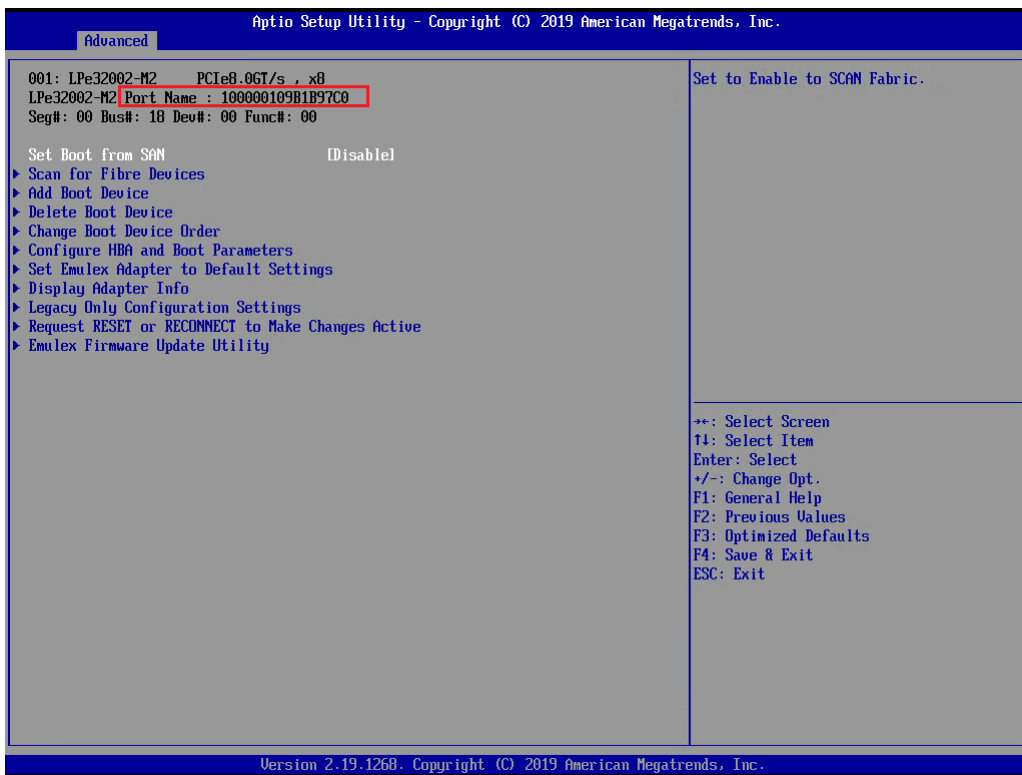 Aptio Setup Utility - Copyright (C) 2019 American Megatrends, Inc.
Advanced
001: LPe32002-M2 PCIe8.0GT/s , x8
LPe32002-M2 Port Name : 100000109B1B97C0
Seg#: 00 Bus#: 18 Dev#: 00 Func#: 00
Set Boot from SAN [Disable]
Scan for Fibre Devices
Add Boot Device
Delete Boot Device
Change Boot Device Order
Configure HBA and Boot Parameters
Set Emulex Adapter to Default Settings
Display Adapter Info
Legacy Only Configuration Settings
Request RESET or RECONNECT to Make Changes Active
Emulex Firmware Update Utility
Set to Enable to SCAN Fabric.
→←: Select Screen
↑↓: Select Item
Enter: Select
+/-: Change Opt.
F1: General Help
F2: Previous Values
F3: Optimized Defaults
F4: Save & Exit
ESC: Exit
Version 2.19.1268. Copyright (C) 2019 American Megatrends, Inc.